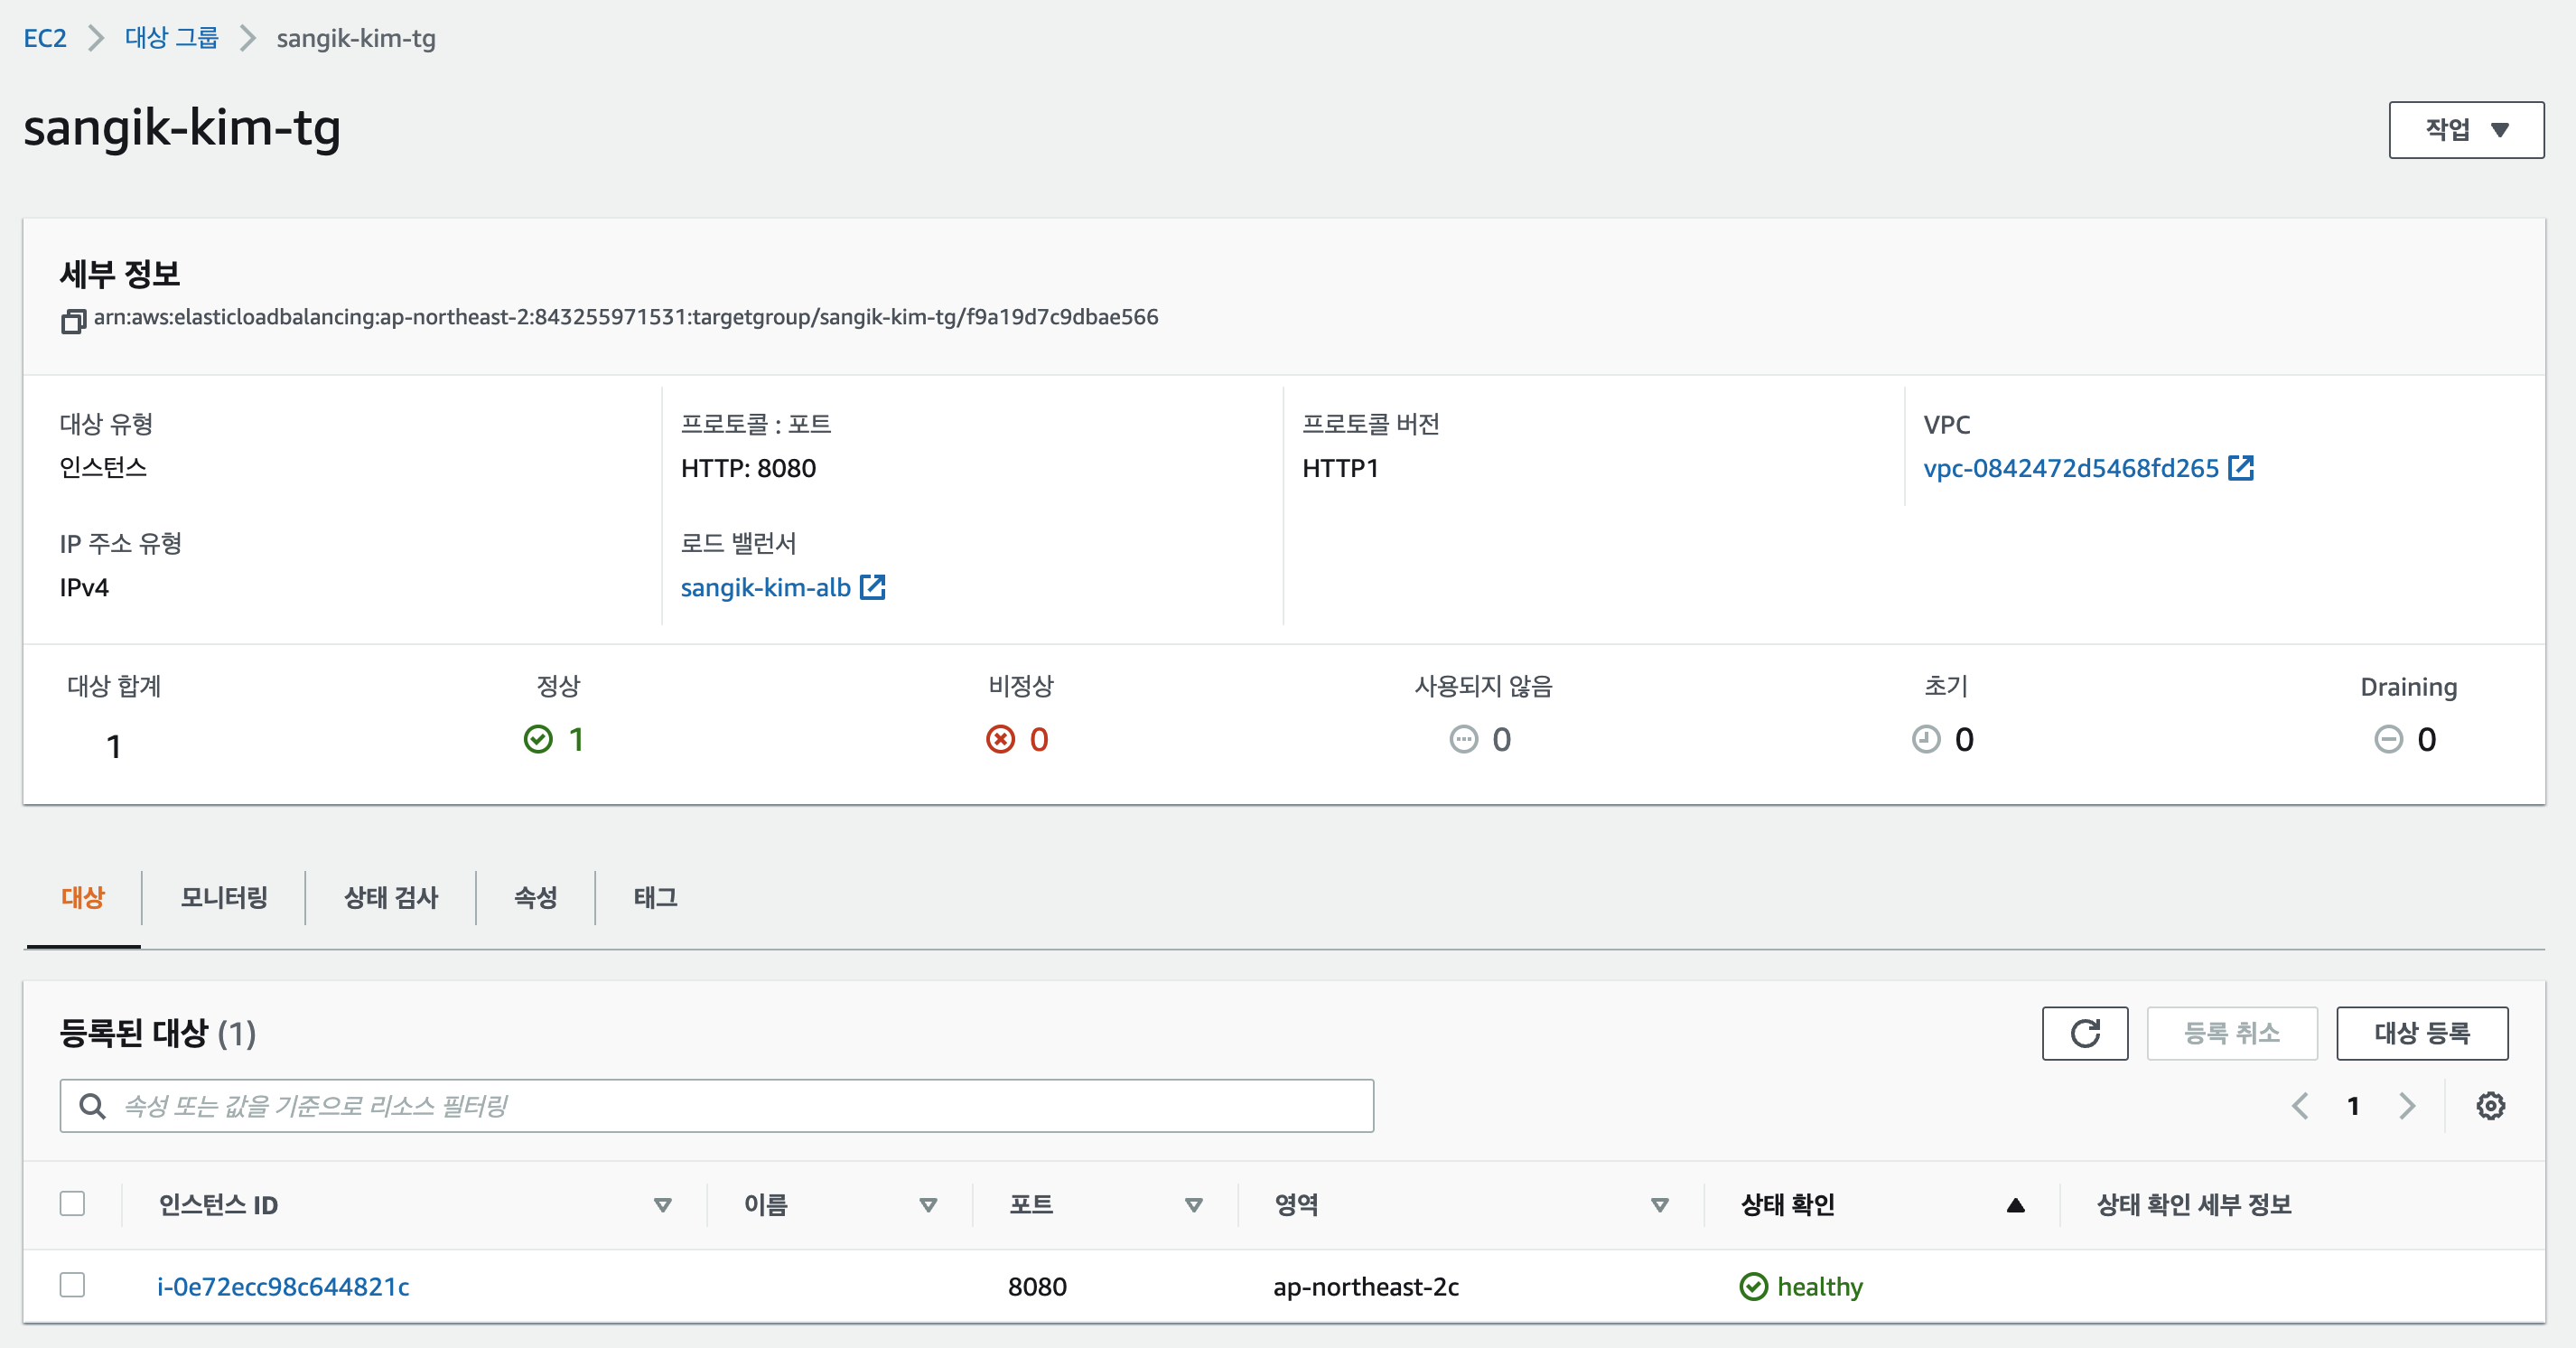 EC2 대상 그룹 sangik-kim-tg
sangik-kim-tg
작업
세부 정보
arn:aws:elasticloadbalancing:ap-northeast-2:843255971531:targetgroup/sangik-kim-tg/f9a19d7c9dbae566
대상 유형 프로토콜 : 포트 프로토콜 버전 VPC
인스턴스 HTTP: 8080 HTTP1 vpc-0842472d5468fd265
IP 주소 유형 로드 밸런서
IPv4 sangik-kim-alb
대상 합계 정상 비정상 사용되지 않음 초기 Draining
1 1 0 0 0 0
대상 모니터링 상태 검사 속성 태그
등록된 대상 (1) 등록 취소 대상 등록
속성 또는 값을 기준으로 리소스 필터링 1
인스턴스 ID 이름 포트 영역 상태 확인 상태 확인 세부 정보
i-0e72ecc98c644821c 8080 ap-northeast-2c healthy